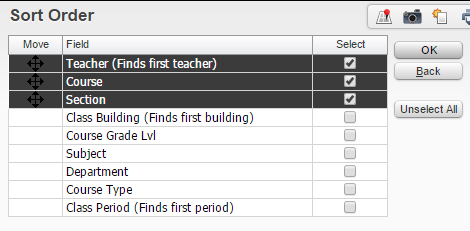 Sort Order
Move Field Select
Teacher (Finds first teacher)
Course
Section
Class Building (Finds first building)
Course Grade Lvl
Subject
Department
Course Type
Class Period (Finds first period)
OK
Back
Unselect All